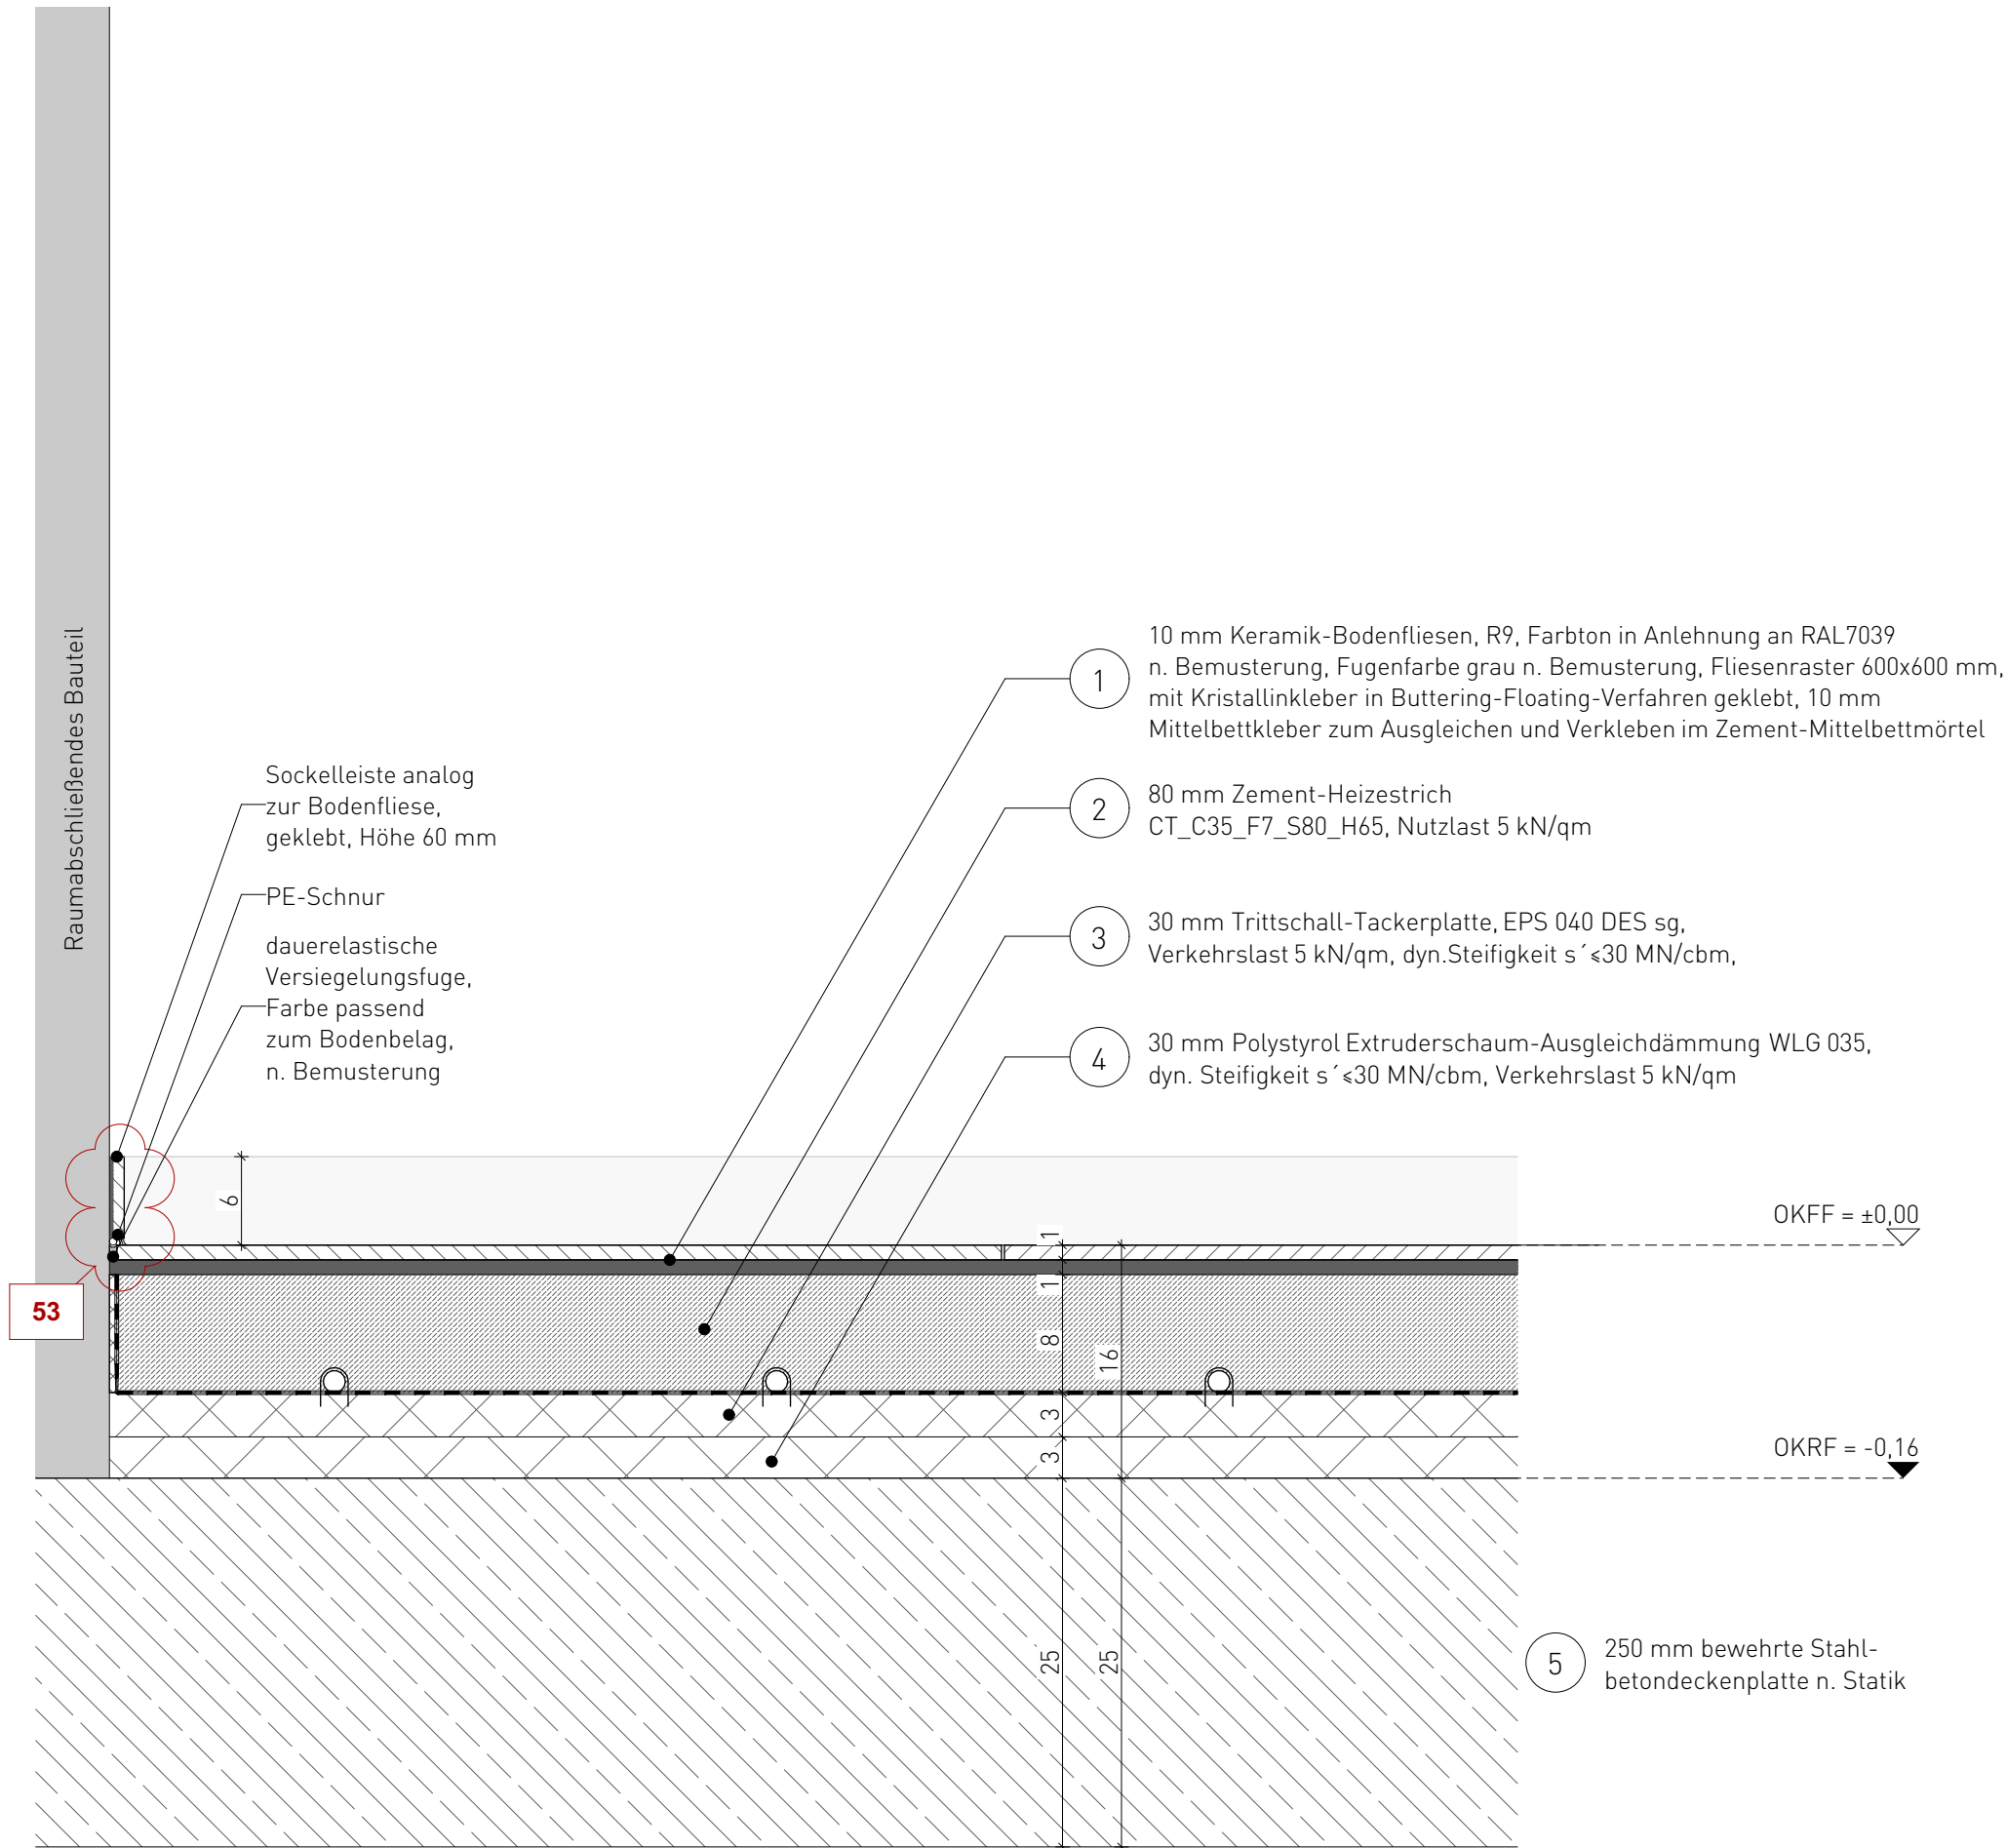 Raumabschließendes Bauteil
Sockelleiste analog
zur Bodenfliese,
geklebt, Höhe 60 mm
PE-Schnur
dauerelastische
Versiegelungsfuge,
Farbe passend
zum Bodenbelag,
n. Bemusterung
1
10 mm Keramik-Bodenfliesen, R9, Farbton in Anlehnung an RAL7039
n. Bemusterung, Fugenfarbe grau n. Bemusterung, Fliesenraster 600x600 mm,
mit Kristallinkleber in Buttering-Floating-Verfahren geklebt, 10 mm
Mittelbettkleber zum Ausgleichen und Verkleben im Zement-Mittelbettmörtel
2
80 mm Zement-Heizestrich
CT_C35_F7_S80_H65, Nutzlast 5 kN/qm
3
30 mm Trittschall-Tackerplatte, EPS 040 DES sg,
Verkehrslast 5 kN/qm, dyn.Steifigkeit s´≤30 MN/cbm,
4
30 mm Polystyrol Extruderschaum-Ausgleichdämmung WLG 035,
dyn. Steifigkeit s´≤30 MN/cbm, Verkehrslast 5 kN/qm
6
OKFF = ±0,00
1
1
53
8
16
3
3
OKRF = -0,16
25
25
5
250 mm bewehrte Stahl-
betondeckenplatte n. Statik